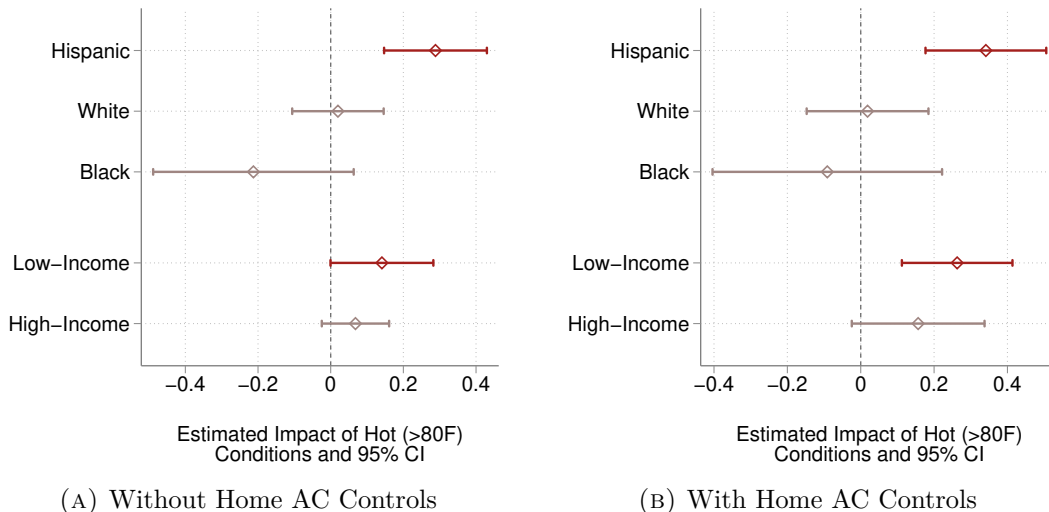 Hispanic
White
Black
Low−Income
High−Income
−0.4 −0.2 0 0.2 0.4
Estimated Impact of Hot (>80F)
Conditions and 95% CI
(A) Without Home AC Controls
Hispanic
White
Black
Low−Income
High−Income
−0.4 −0.2 0 0.2 0.4
Estimated Impact of Hot (>80F)
Conditions and 95% CI
(B) With Home AC Controls